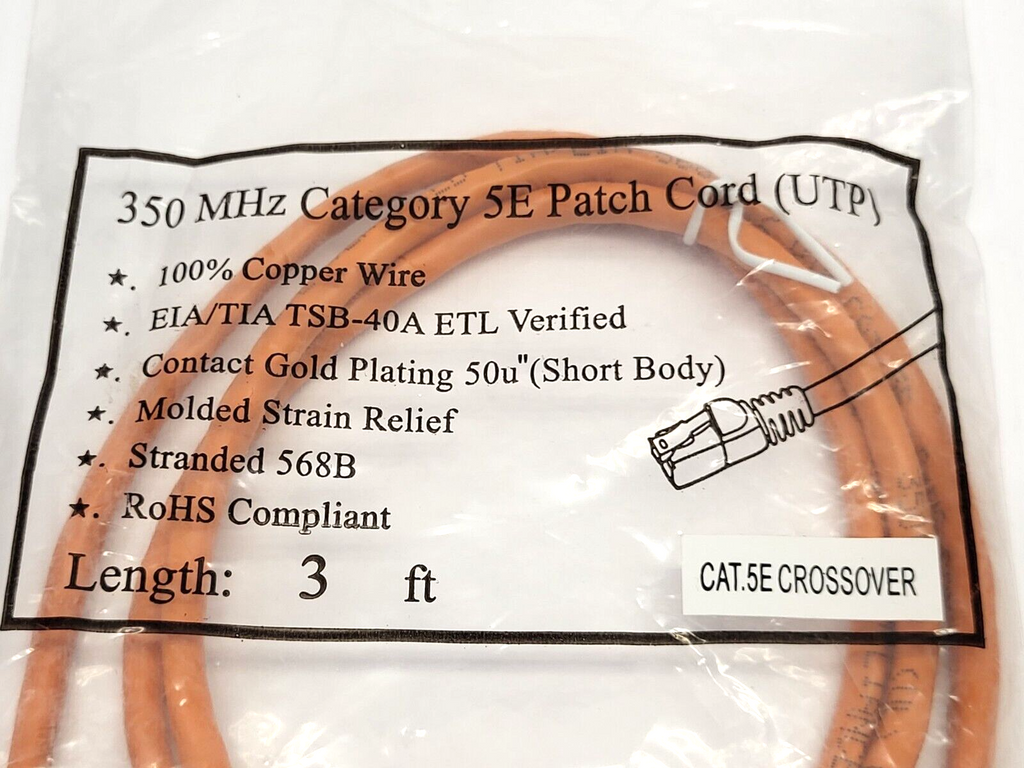 350 MHz Category 5E Patch Cord (UTP)
★. 100% Copper Wire
★. EIA/TIA TSB-40A ETL Verified
★. Contact Gold Plating 50u"(Short Body)
★. Molded Strain Relief
★. Stranded 568B
★. RoHS Compliant
Length: 3 ft
CAT.5E CROSSOVER